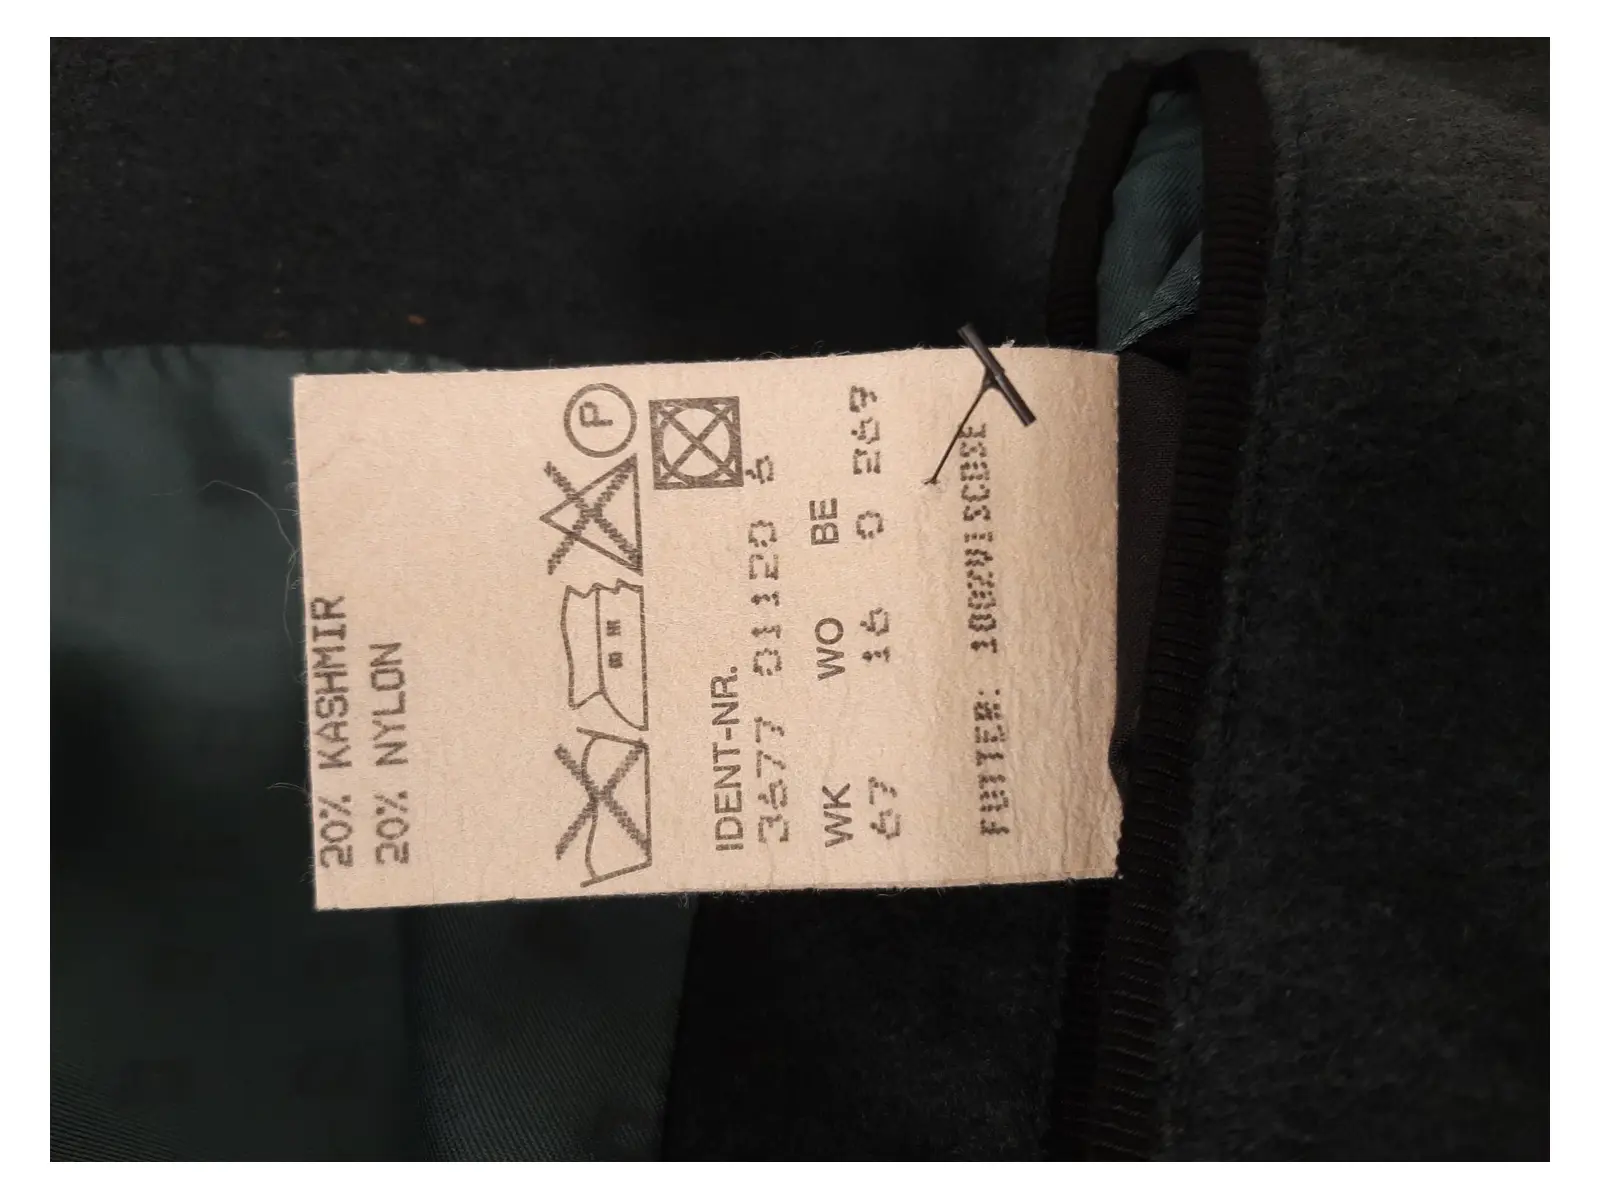 20% KASHMIR
20% NYLON
P
IDENT-NR.
3677 01120 6
WK WO BE
67 16 0 269
FUTTER: 100%VISCOSE